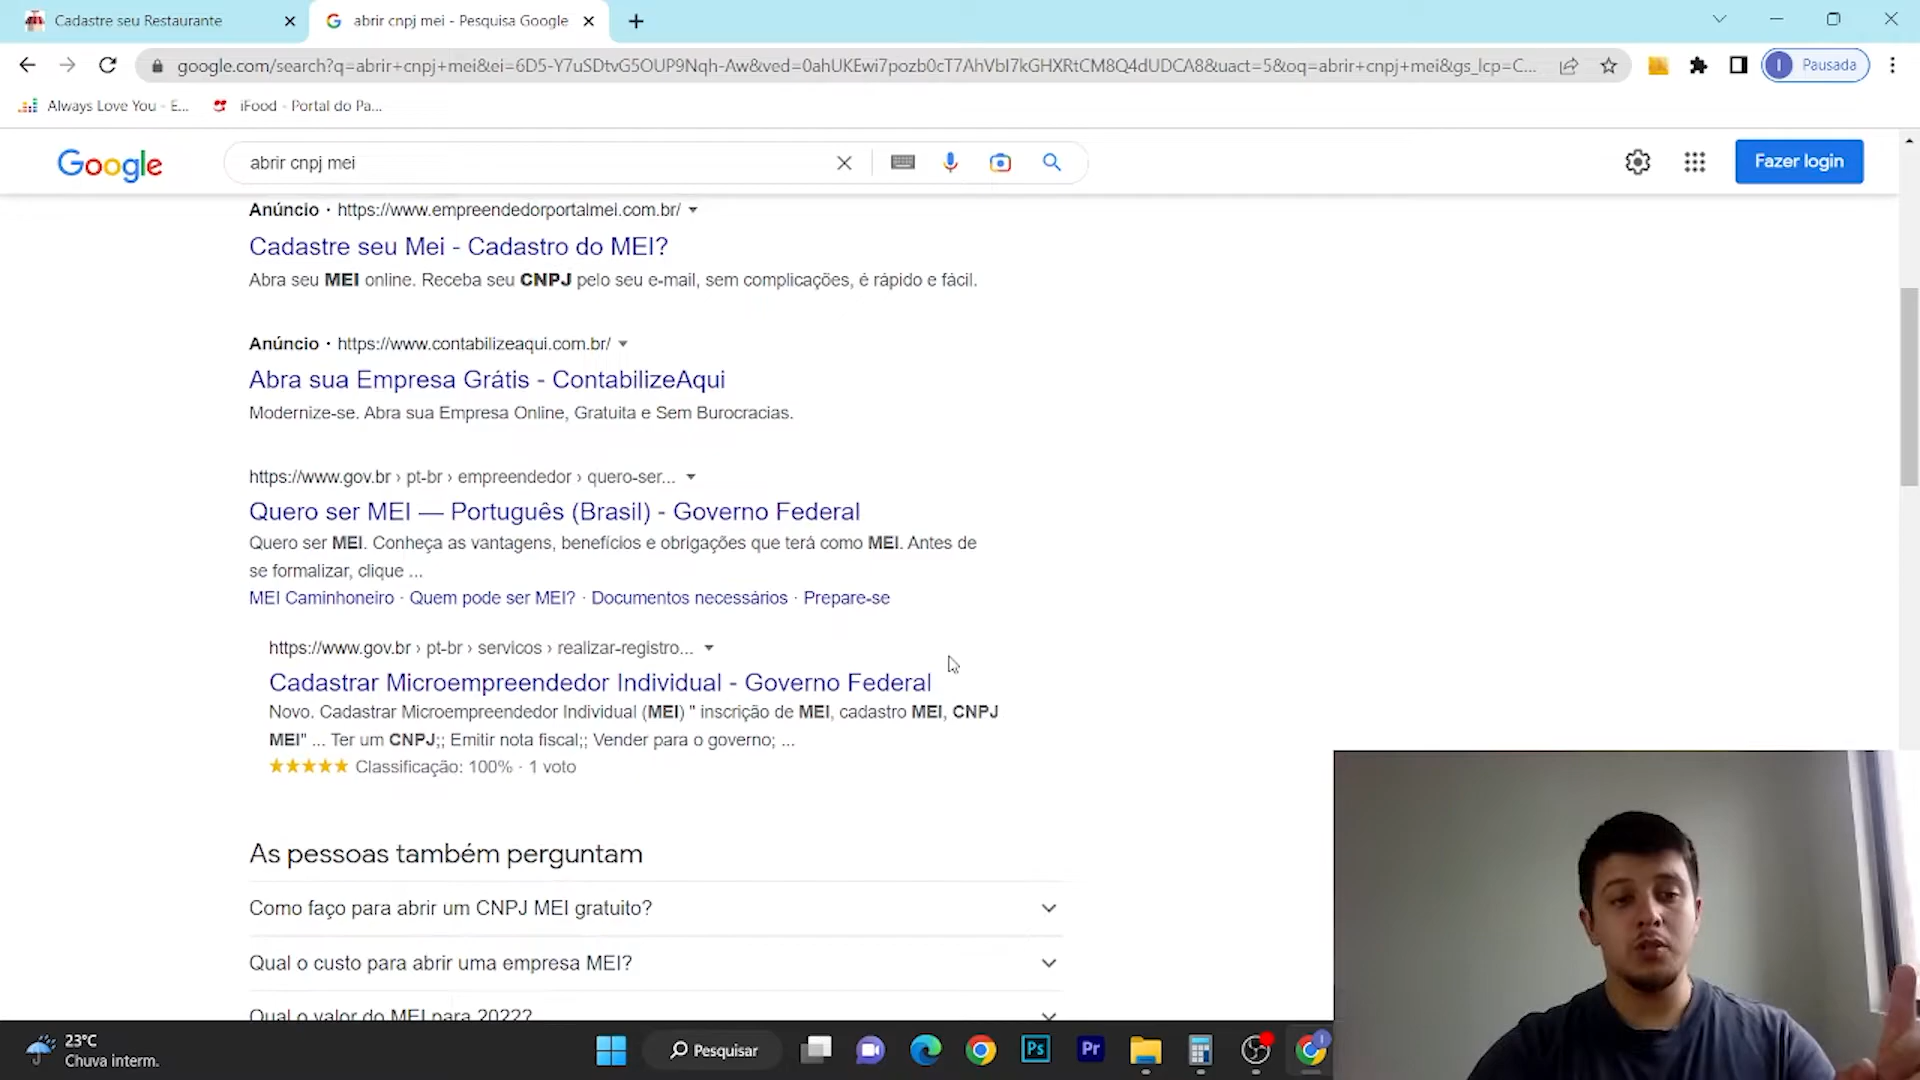 Cadastre seu Restaurante
abrir cnpj mei - Pesquisa Google
google.com/search?q=abrir+cnpj+mei&ei=6D5-Y7uSDtvG5OUP9Nqh-Aw&ved=0ahUKEwi7pozb0cT7AhVbI7kGHXRtCM8Q4dUDCA8&uact=5&oq=abrir+cnpj+mei&gs_lcp=C...
I
Pausada
Always Love You - E...
iFood - Portal do Pa...
Google
abrir cnpj mei
Fazer login
Anúncio · https://www.empreendedorportalmei.com.br/
Cadastre seu Mei - Cadastro do MEI?
Abra seu MEI online. Receba seu CNPJ pelo seu e-mail, sem complicações, é rápido e fácil.
Anúncio · https://www.contabilizeaqui.com.br/
Abra sua Empresa Grátis - ContabilizeAqui
Modernize-se. Abra sua Empresa Online, Gratuita e Sem Burocracias.
https://www.gov.br › pt-br › empreendedor › quero-ser...
Quero ser MEI — Português (Brasil) - Governo Federal
Quero ser MEI. Conheça as vantagens, benefícios e obrigações que terá como MEI. Antes de
se formalizar, clique ...
MEI Caminhoneiro · Quem pode ser MEI? · Documentos necessários · Prepare-se
https://www.gov.br › pt-br › servicos › realizar-registro...
Cadastrar Microempreendedor Individual - Governo Federal
Novo. Cadastrar Microempreendedor Individual (MEI) " inscrição de MEI, cadastro MEI, CNPJ
MEI" ... Ter um CNPJ;; Emitir nota fiscal;; Vender para o governo; ...
Classificação: 100% · 1 voto
As pessoas também perguntam
Como faço para abrir um CNPJ MEI gratuito?
Qual o custo para abrir uma empresa MEI?
Qual o valor do MEI para 2022?
23°C
Chuva interm.
Pesquisar
Ps
Pr
I